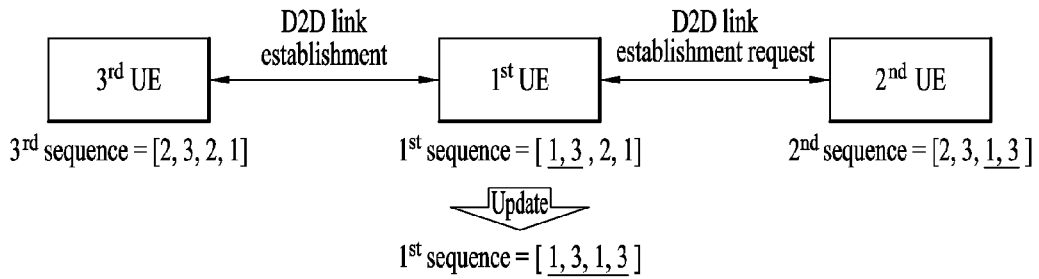 D2D link establishment
D2D link establishment request
3rd UE
1st UE
2nd UE
3rd sequence = [2, 3, 2, 1]
1st sequence = [ 1, 3 , 2, 1]
2nd sequence = [2, 3, 1, 3 ]
Update
1st sequence = [ 1, 3, 1, 3 ]